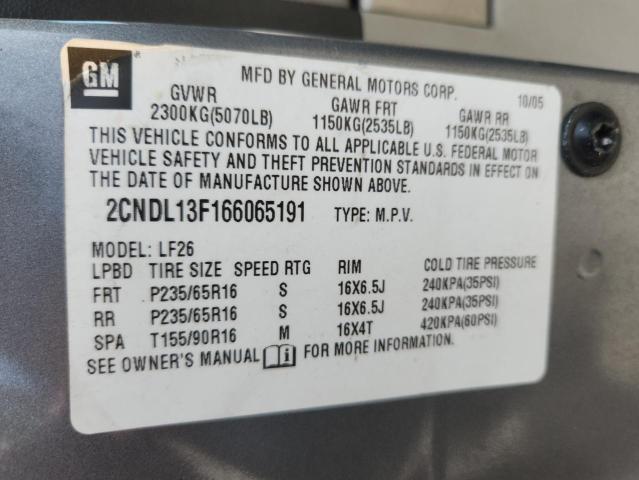 GM
MFD BY GENERAL MOTORS CORP. 10/05
GVWR GAWR FRT GAWR RR
2300KG(5070LB) 1150KG(2535LB) 1150KG(2535LB)
THIS VEHICLE CONFORMS TO ALL APPLICABLE U.S. FEDERAL MOTOR
VEHICLE SAFETY AND THEFT PREVENTION STANDARDS IN EFFECT ON
THE DATE OF MANUFACTURE SHOWN ABOVE.
2CNDL13F166065191 TYPE: M.P.V.
MODEL: LF26
LPBD TIRE SIZE SPEED RTG RIM COLD TIRE PRESSURE
FRT P235/65R16 S 16X6.5J 240KPA(35PSI)
RR P235/65R16 S 16X6.5J 240KPA(35PSI)
SPA T155/90R16 M 16X4T 420KPA(60PSI)
SEE OWNER'S MANUAL FOR MORE INFORMATION.